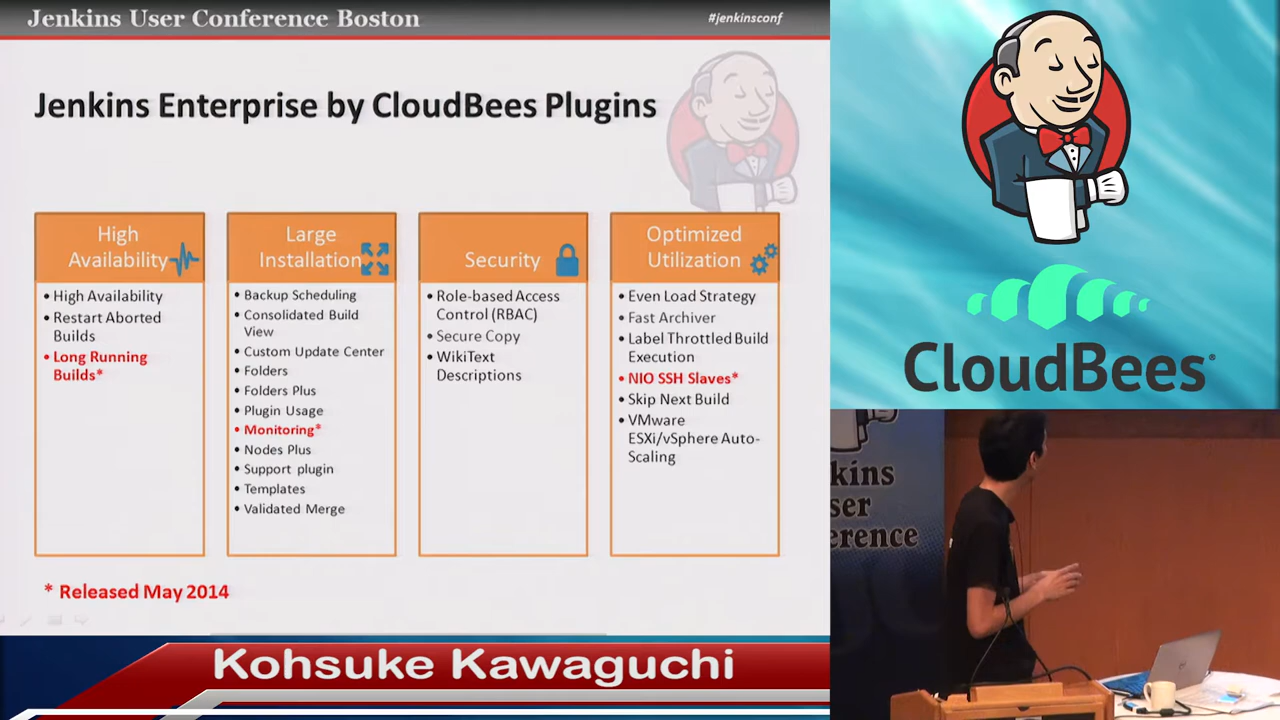 Jenkins User Conference Boston
#jenkinsconf
Jenkins Enterprise by CloudBees Plugins
High
Availability
• High Availability
• Restart Aborted
Builds
• Long Running
Builds*
Large
Installation
• Backup Scheduling
• Consolidated Build
View
• Custom Update Center
• Folders
• Folders Plus
• Plugin Usage
• Monitoring*
• Nodes Plus
• Support plugin
• Templates
• Validated Merge
Security
• Role-based Access
Control (RBAC)
• Secure Copy
• WikiText
Descriptions
Optimized
Utilization
• Even Load Strategy
• Fast Archiver
• Label Throttled Build
Execution
• NIO SSH Slaves*
• Skip Next Build
• VMware
ESXi/vSphere Auto-
Scaling
* Released May 2014
Kohsuke Kawaguchi
CloudBees
kins
ser
erence